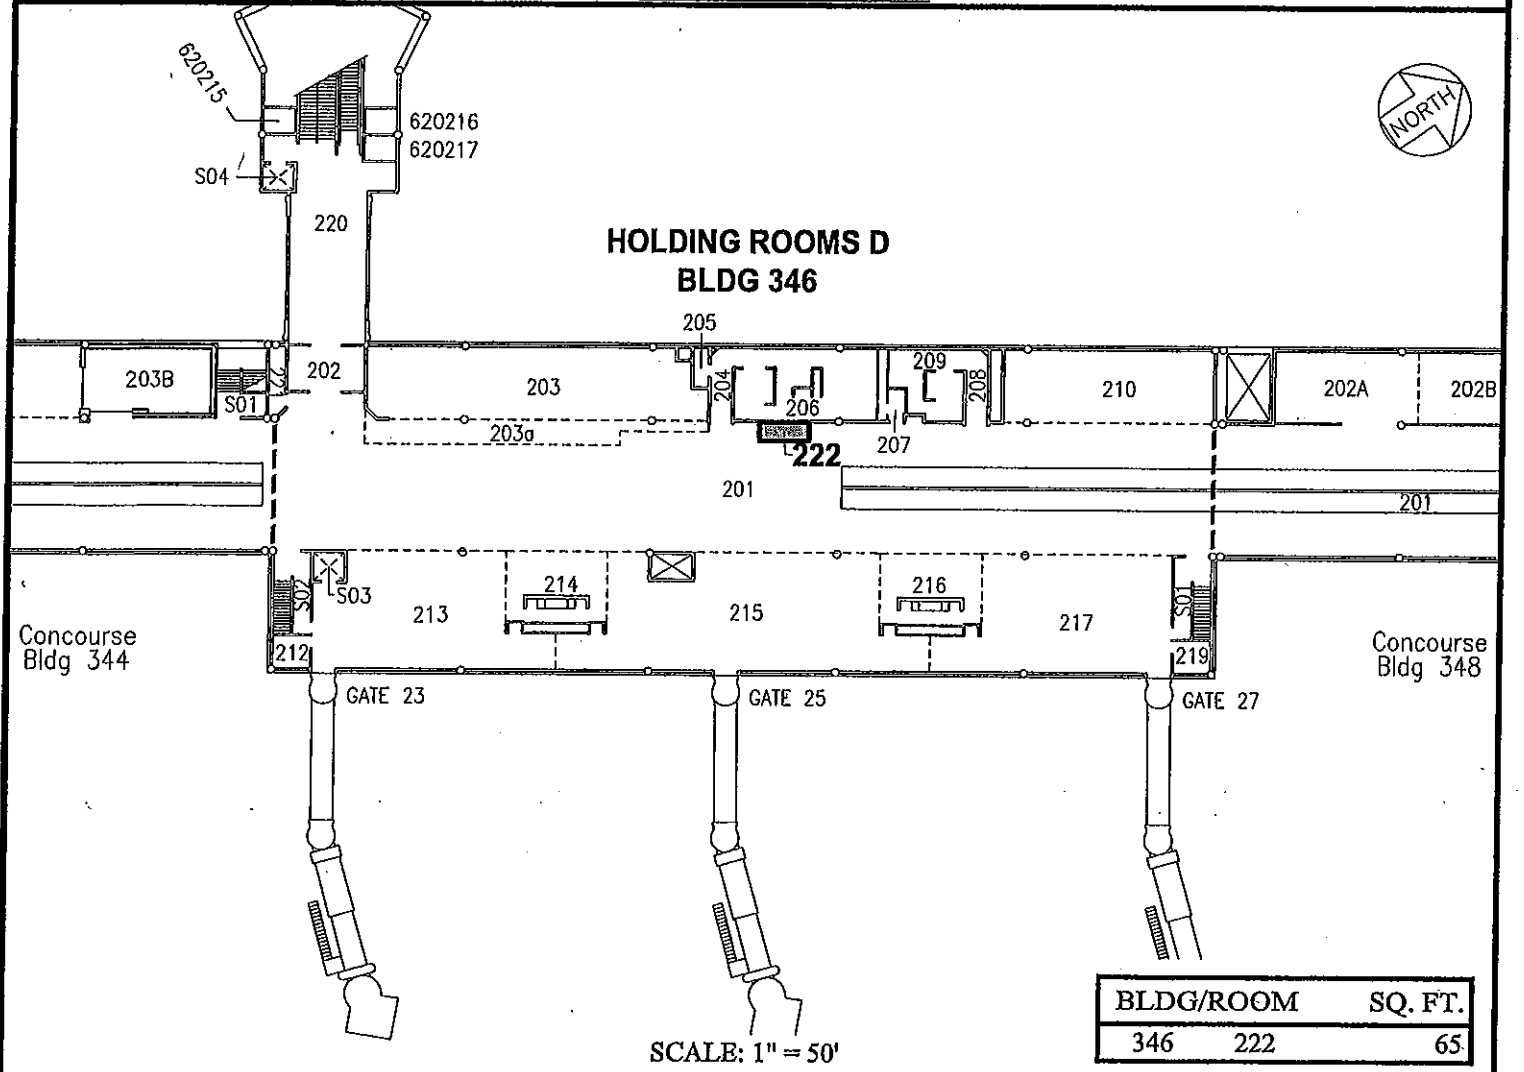 620215
620216
620217
NORTH
S04
220
HOLDING ROOMS D
BLDG 346
205
203B
S01
202
203
204
206
209
208
207
210
202A
202B
203a
222
201
201
S02
S03
213
214
215
216
217
S01
212
219
Concourse
Bldg 344
Concourse
Bldg 348
GATE 23
GATE 25
GATE 27
BLDG/ROOM SQ. FT.
346 222 65
SCALE: 1" = 50'